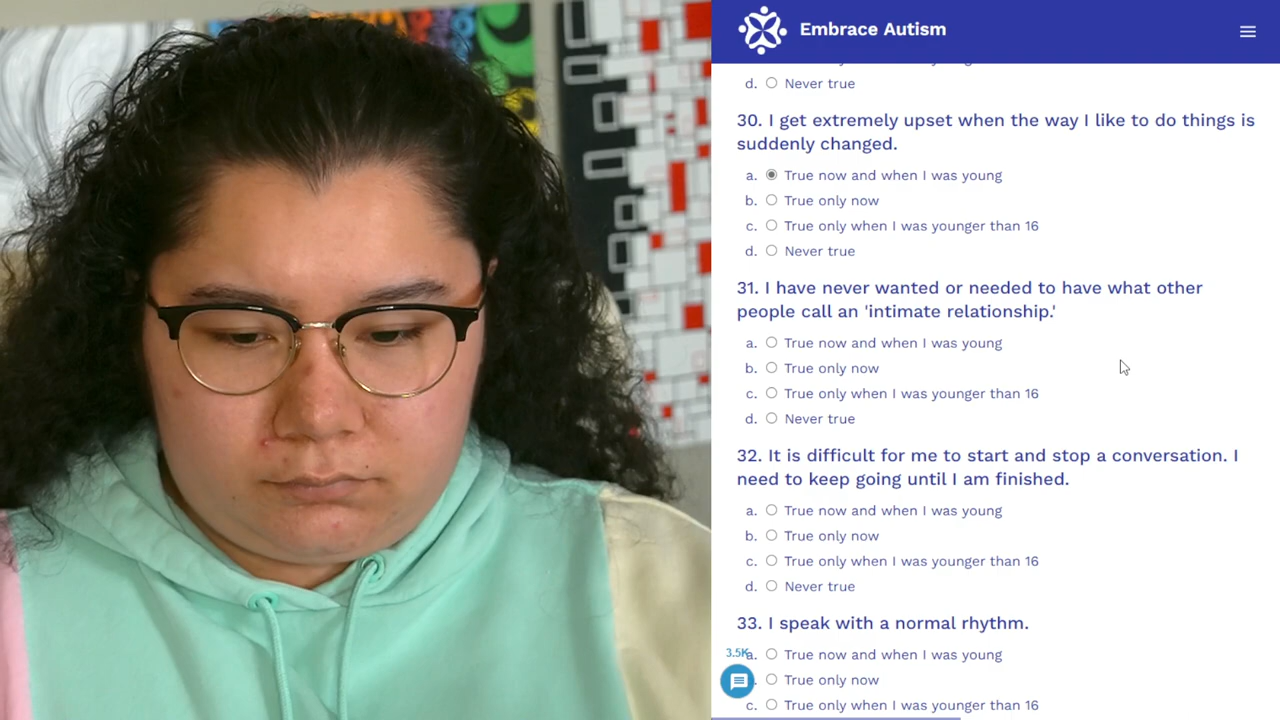 Embrace Autism
d. Never true
30. I get extremely upset when the way I like to do things is
suddenly changed.
a. True now and when I was young
b. True only now
c. True only when I was younger than 16
d. Never true
31. I have never wanted or needed to have what other
people call an 'intimate relationship.'
a. True now and when I was young
b. True only now
c. True only when I was younger than 16
d. Never true
32. It is difficult for me to start and stop a conversation. I
need to keep going until I am finished.
a. True now and when I was young
b. True only now
c. True only when I was younger than 16
d. Never true
33. I speak with a normal rhythm.
3.5K
a. True now and when I was young
True only now
c. True only when I was younger than 16